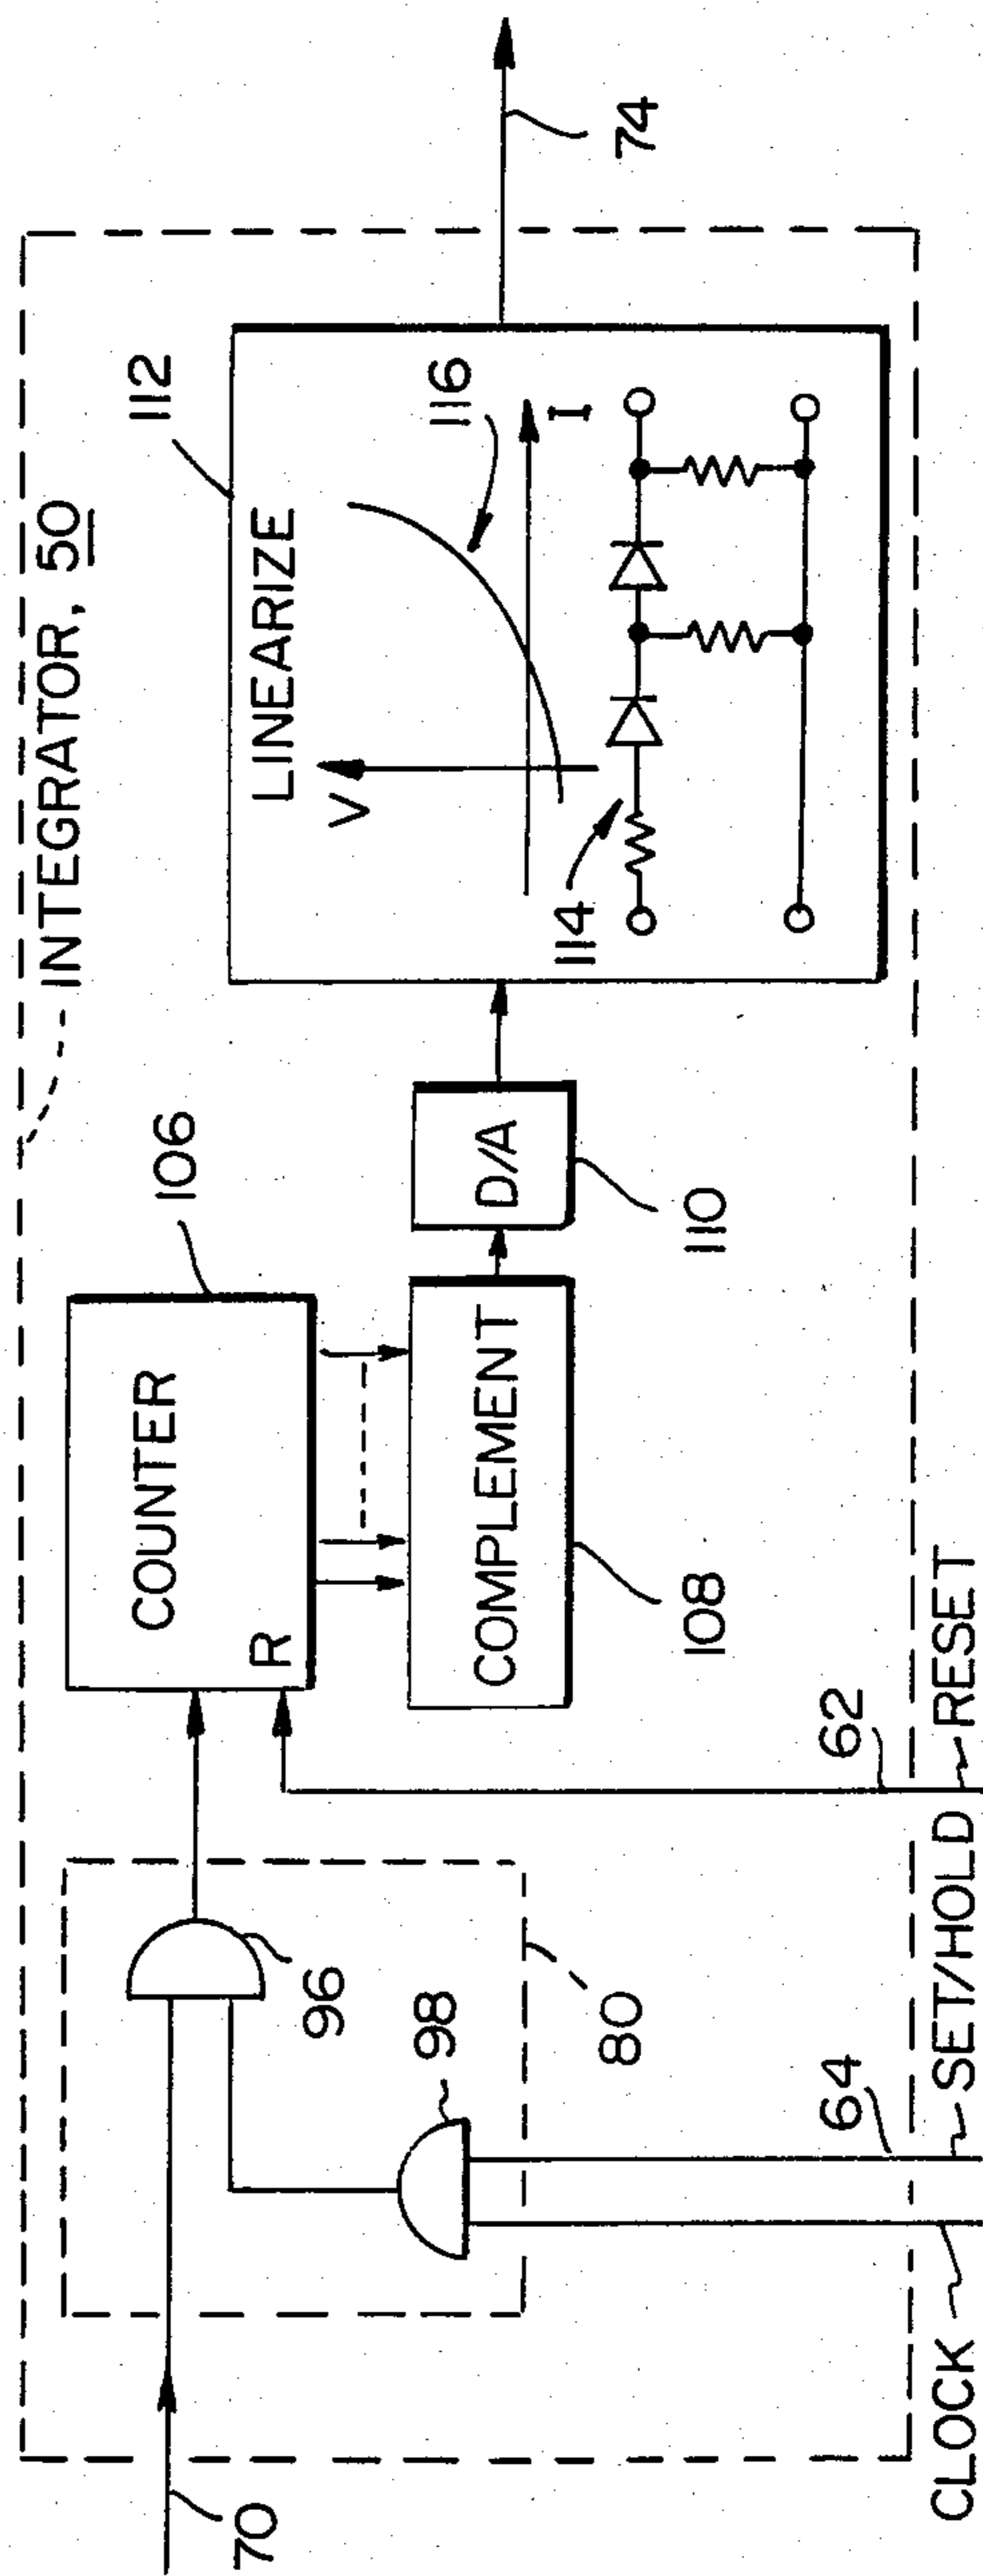 INTEGRATOR, 50
112
LINEARIZE
V
116
I
114
74
106
COUNTER
R
D/A
110
COMPLEMENT
108
96
98
80
62
64
70
CLOCK
SET/HOLD
RESET